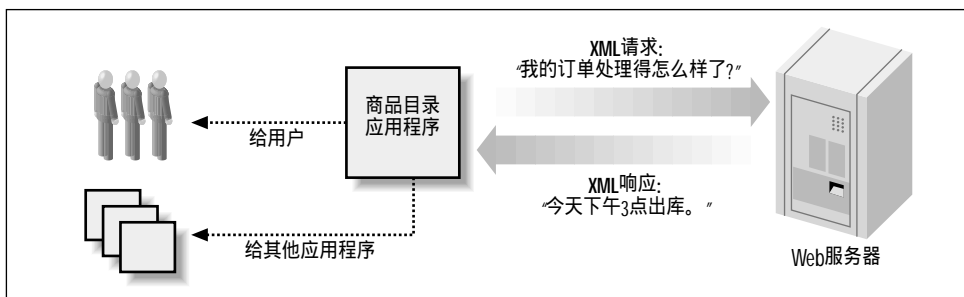 XML请求:
“我的订单处理得怎么样了?”
商品目录
应用程序
给用户
XML响应:
“今天下午3点出库。”
给其他应用程序
Web服务器